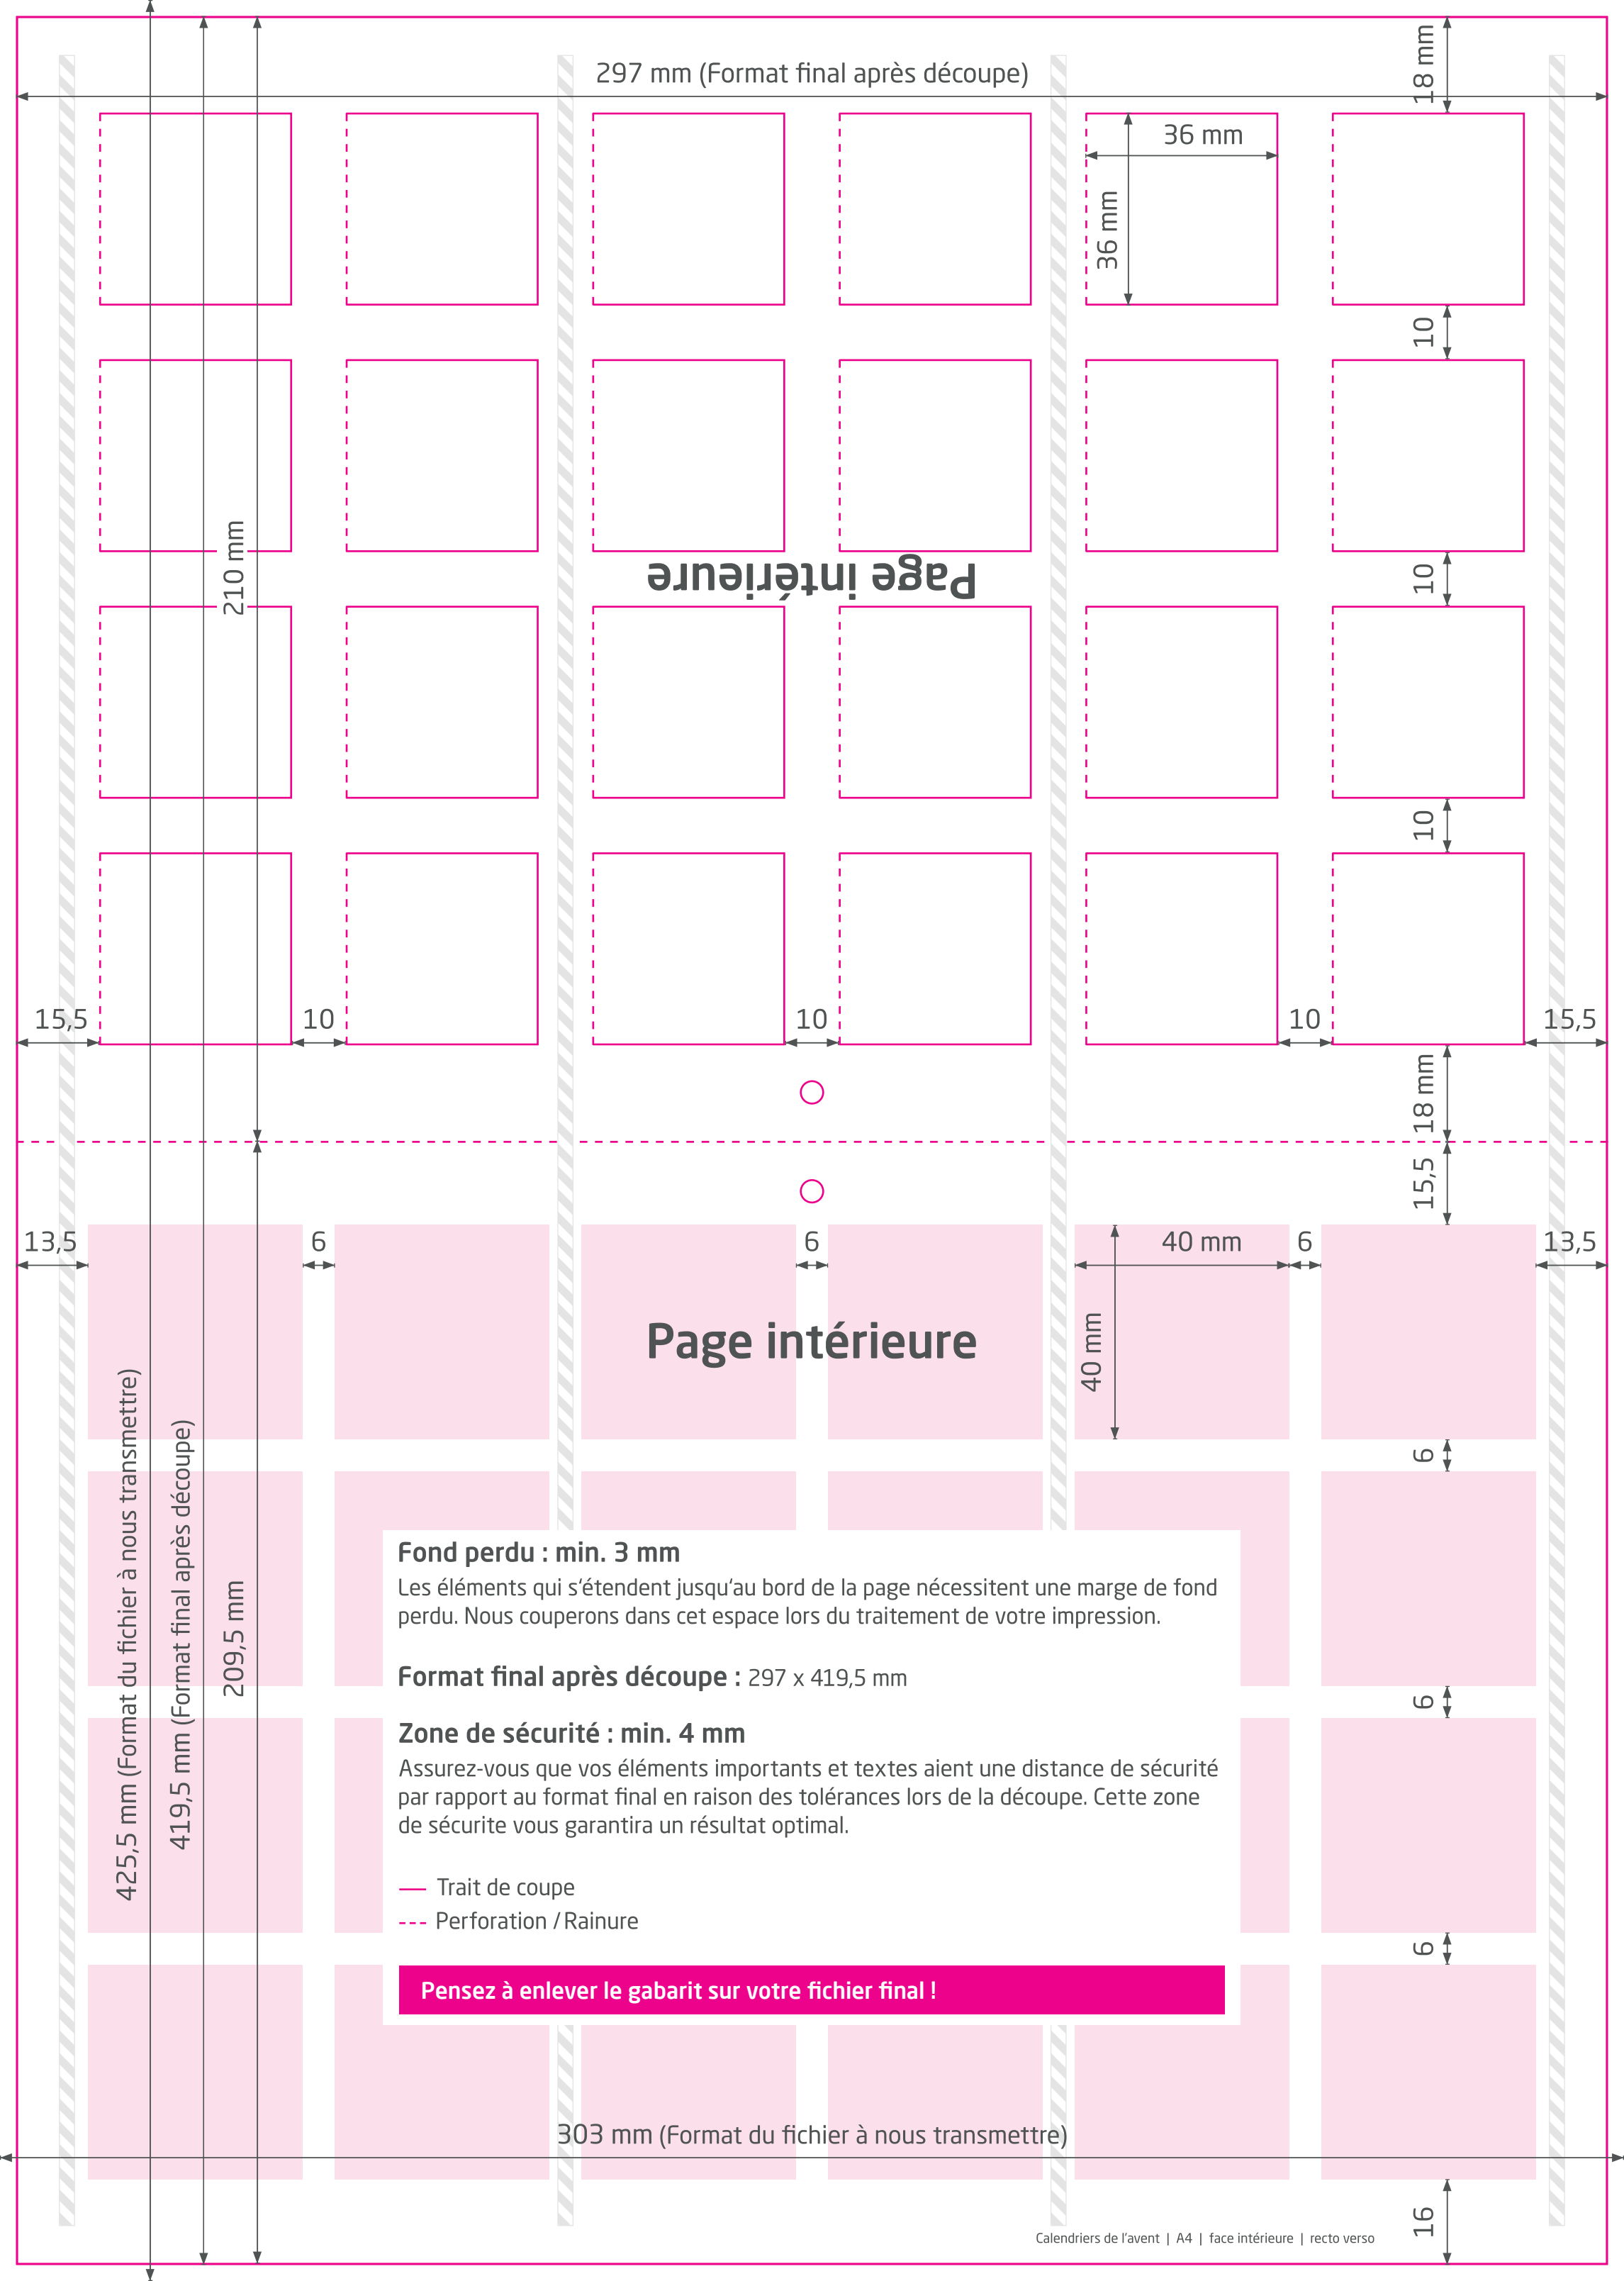 18 mm
297 mm (Format final après découpe)
36 mm
36 mm
10
210 mm
Page intérieure
10
10
15,5
10
10
10
15,5
18 mm
15,5
13,5
6
6
40 mm
6
13,5
40 mm
Page intérieure
6
425,5 mm (Format du fichier à nous transmettre)
419,5 mm (Format final après découpe)
209,5 mm
Fond perdu : min. 3 mm
Les éléments qui s‘étendent jusqu‘au bord de la page nécessitent une marge de fond
perdu. Nous couperons dans cet espace lors du traitement de votre impression.
Format final après découpe : 297 x 419,5 mm
6
Zone de sécurité : min. 4 mm
Assurez-vous que vos éléments importants et textes aient une distance de sécurité
par rapport au format final en raison des tolérances lors de la découpe. Cette zone
de sécurite vous garantira un résultat optimal.
Trait de coupe
Perforation / Rainure
6
Pensez à enlever le gabarit sur votre fichier final !
303 mm (Format du fichier à nous transmettre)
16
Calendriers de l’avent | A4 | face intérieure | recto verso